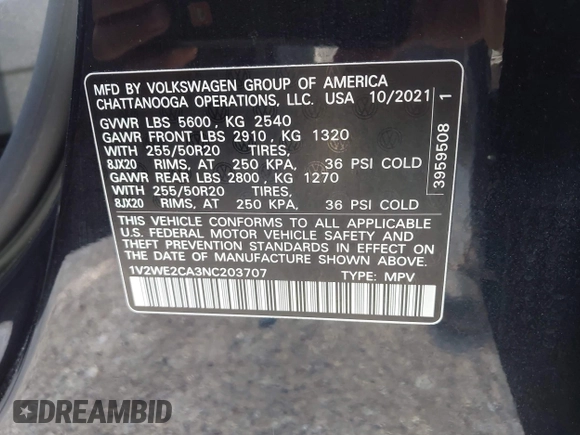 MFD BY VOLKSWAGEN GROUP OF AMERICA
CHATTANOOGA OPERATIONS, LLC. USA 10/2021
GVWR LBS 5600, KG 2540
GAWR FRONT LBS 2910, KG 1320
WITH 255/50R20 TIRES,
8JX20 RIMS, AT 250 KPA, 36 PSI COLD
GAWR REAR LBS 2800, KG 1270
WITH 255/50R20 TIRES,
8JX20 RIMS, AT 250 KPA, 36 PSI COLD
THIS VEHICLE CONFORMS TO ALL APPLICABLE
U.S. FEDERAL MOTOR VEHICLE SAFETY AND
THEFT PREVENTION STANDARDS IN EFFECT ON
THE DATE OF MANUFACTURE SHOWN ABOVE.
1V2WE2CA3NC203707 TYPE: MPV
3959508 1
DREAMBID